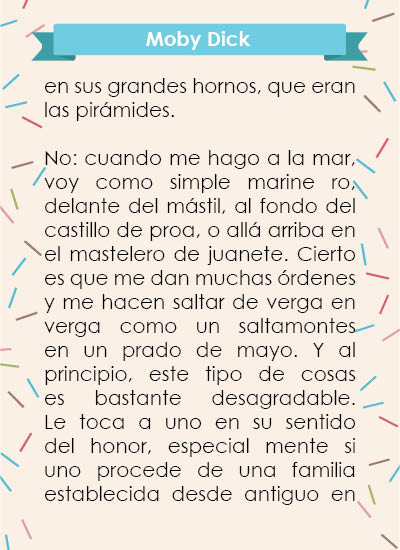 Moby Dick
en sus grandes hornos, que eran
las pirámides.
No: cuando me hago a la mar,
voy como simple marine ro,
delante del mástil, al fondo del
castillo de proa, o allá arriba en
el mastelero de juanete. Cierto
es que me dan muchas órdenes
y me hacen saltar de verga en
verga como un saltamontes
en un prado de mayo. Y al
principio, este tipo de cosas
es bastante desagradable.
Le toca a uno en su sentido
del honor, especial mente si
uno procede de una familia
establecida desde antiguo en